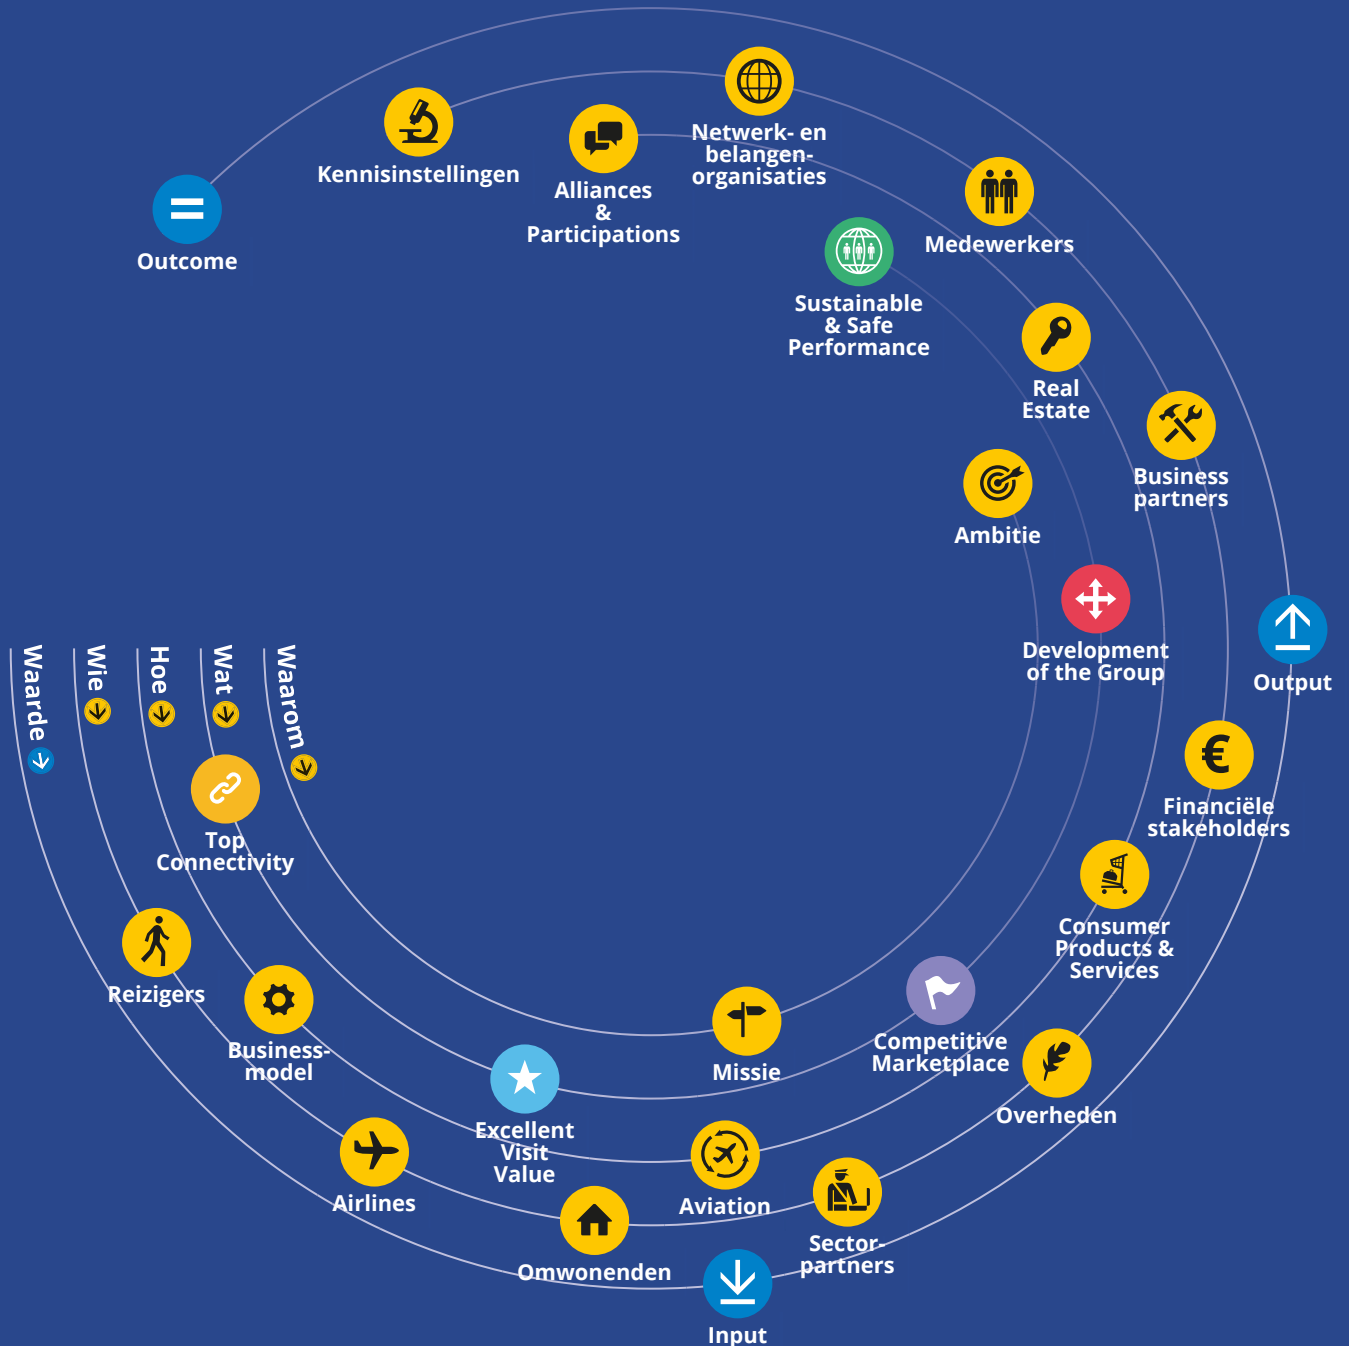 Netwerk- en
belangen-
organisaties
Kennisinstellingen
Alliances
&
Participations
Medewerkers
Outcome
Sustainable
& Safe
Performance
Real
Estate
Business
partners
Ambitie
Development
of the Group
Output
Waarde
Wie
Hoe
Wat
Waarom
Financiële
stakeholders
Top
Connectivity
Consumer
Products &
Services
Reizigers
Business-
model
Missie
Competitive
Marketplace
Overheden
Excellent
Visit
Value
Airlines
Aviation
Sector-
partners
Omwonenden
Input